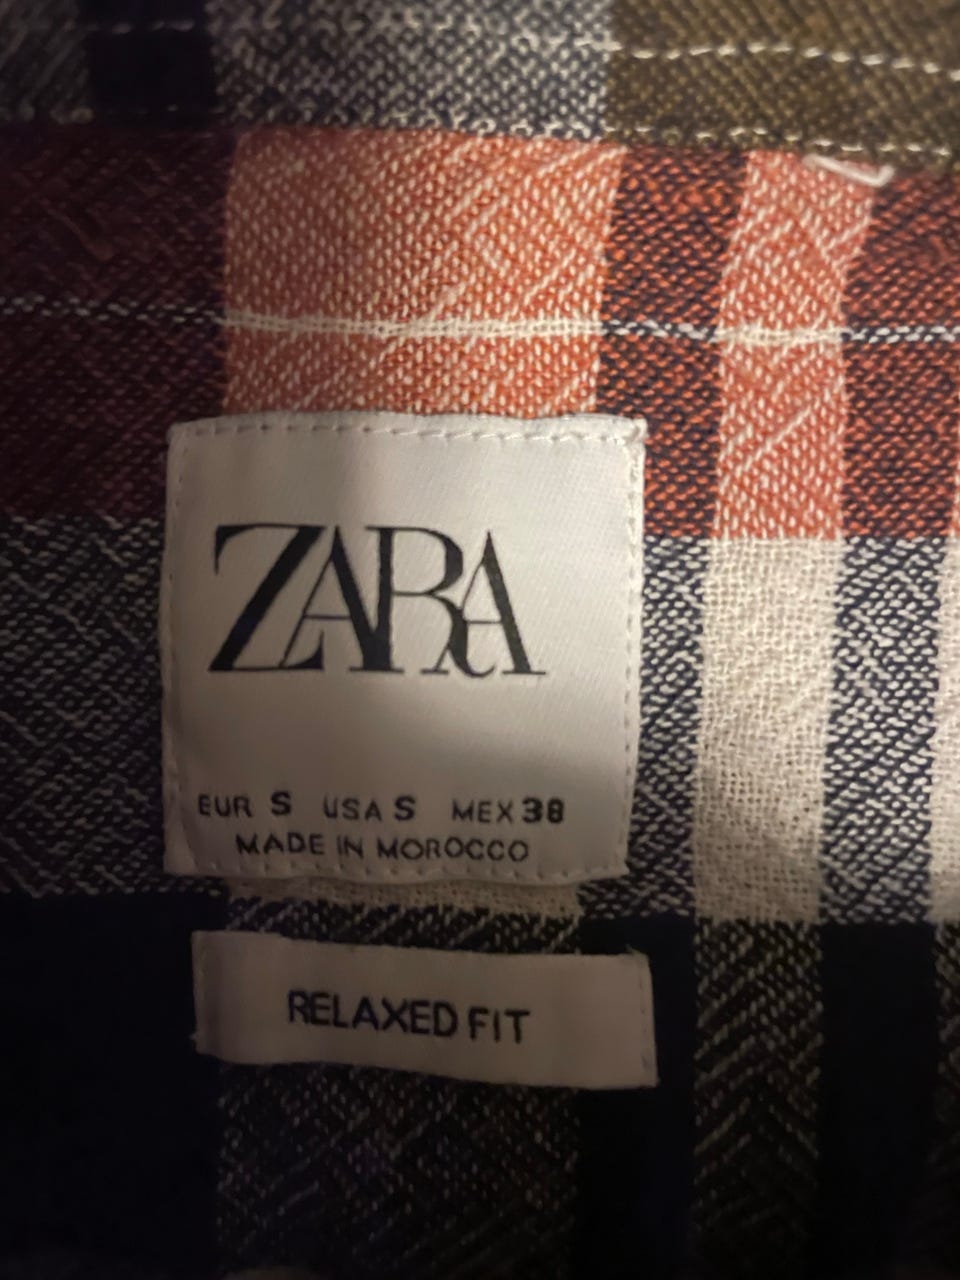 ZARA
EUR S USA S MEX 38
MADE IN MOROCCO
RELAXED FIT